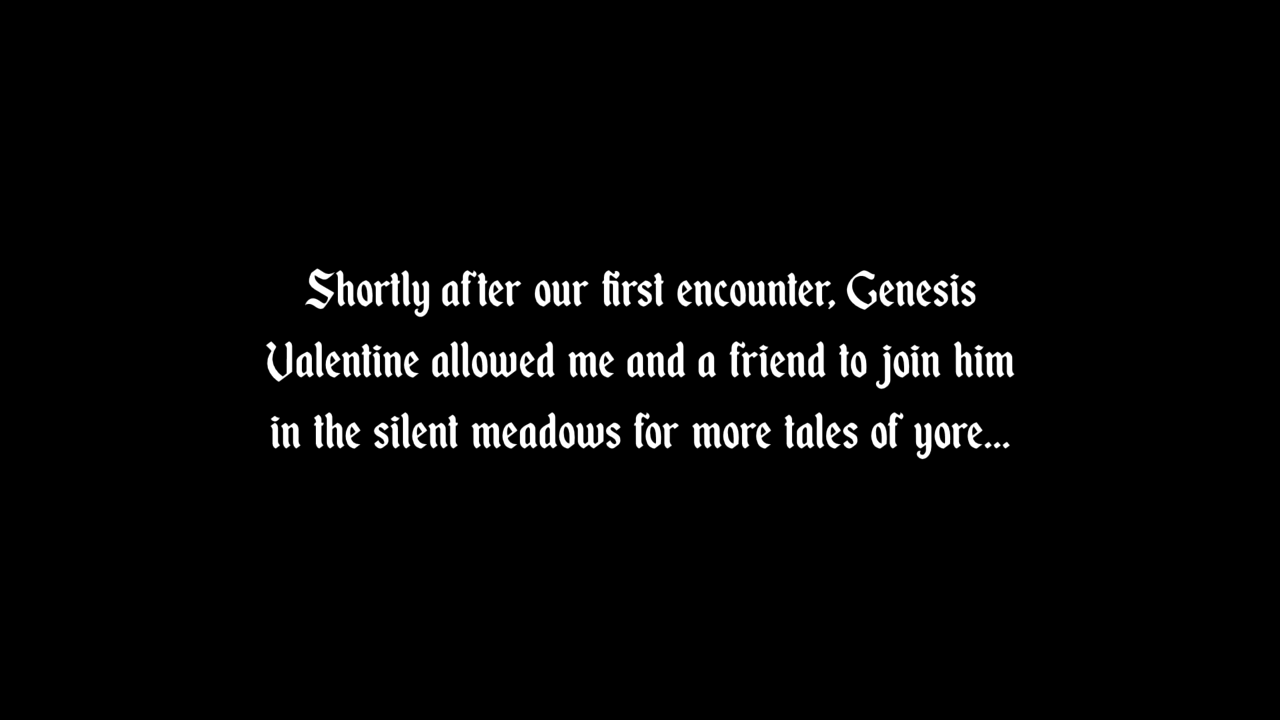 Shortly after our first encounter, Genesis
Valentine allowed me and a friend to join him
in the silent meadows for more tales of yore...